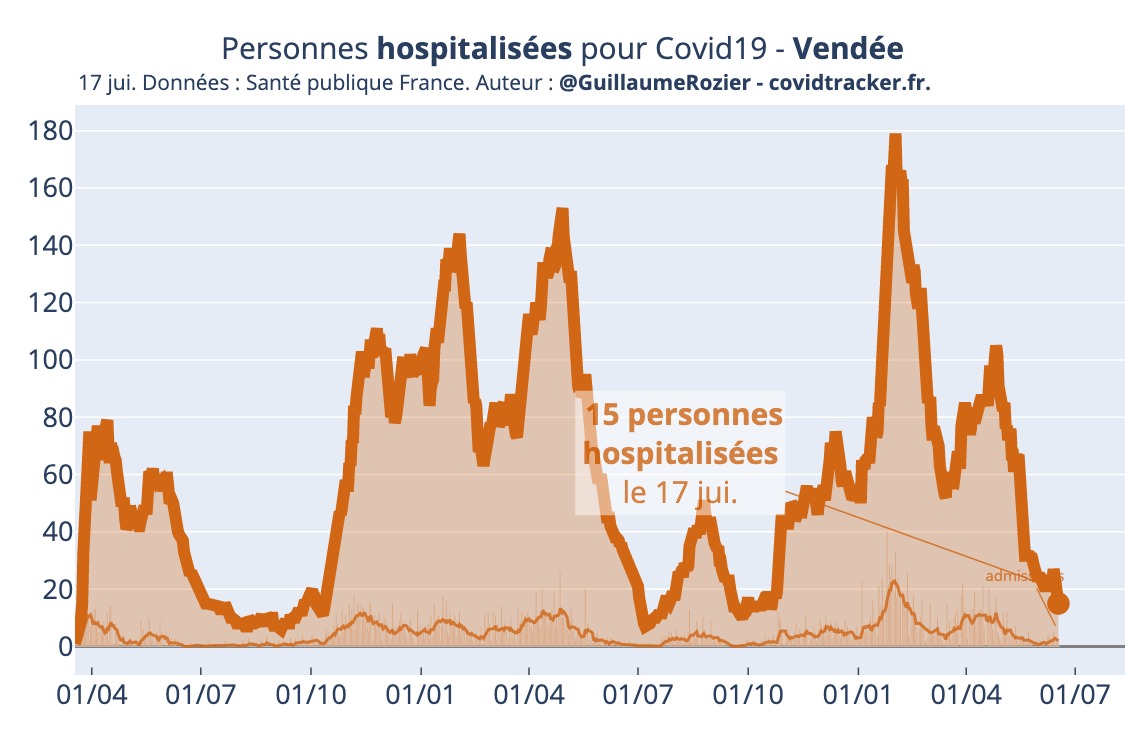 Personnes hospitalisées pour Covid19 - Vendée
17 jui. Données : Santé publique France. Auteur : @GuillaumeRozier - covidtracker.fr.
180
160
140
120
100
80
60
40
20
0
15 personnes
hospitalisées
le 17 jui.
01/04 01/07 01/10 01/01 01/04 01/07 01/10 01/01 01/04 01/07